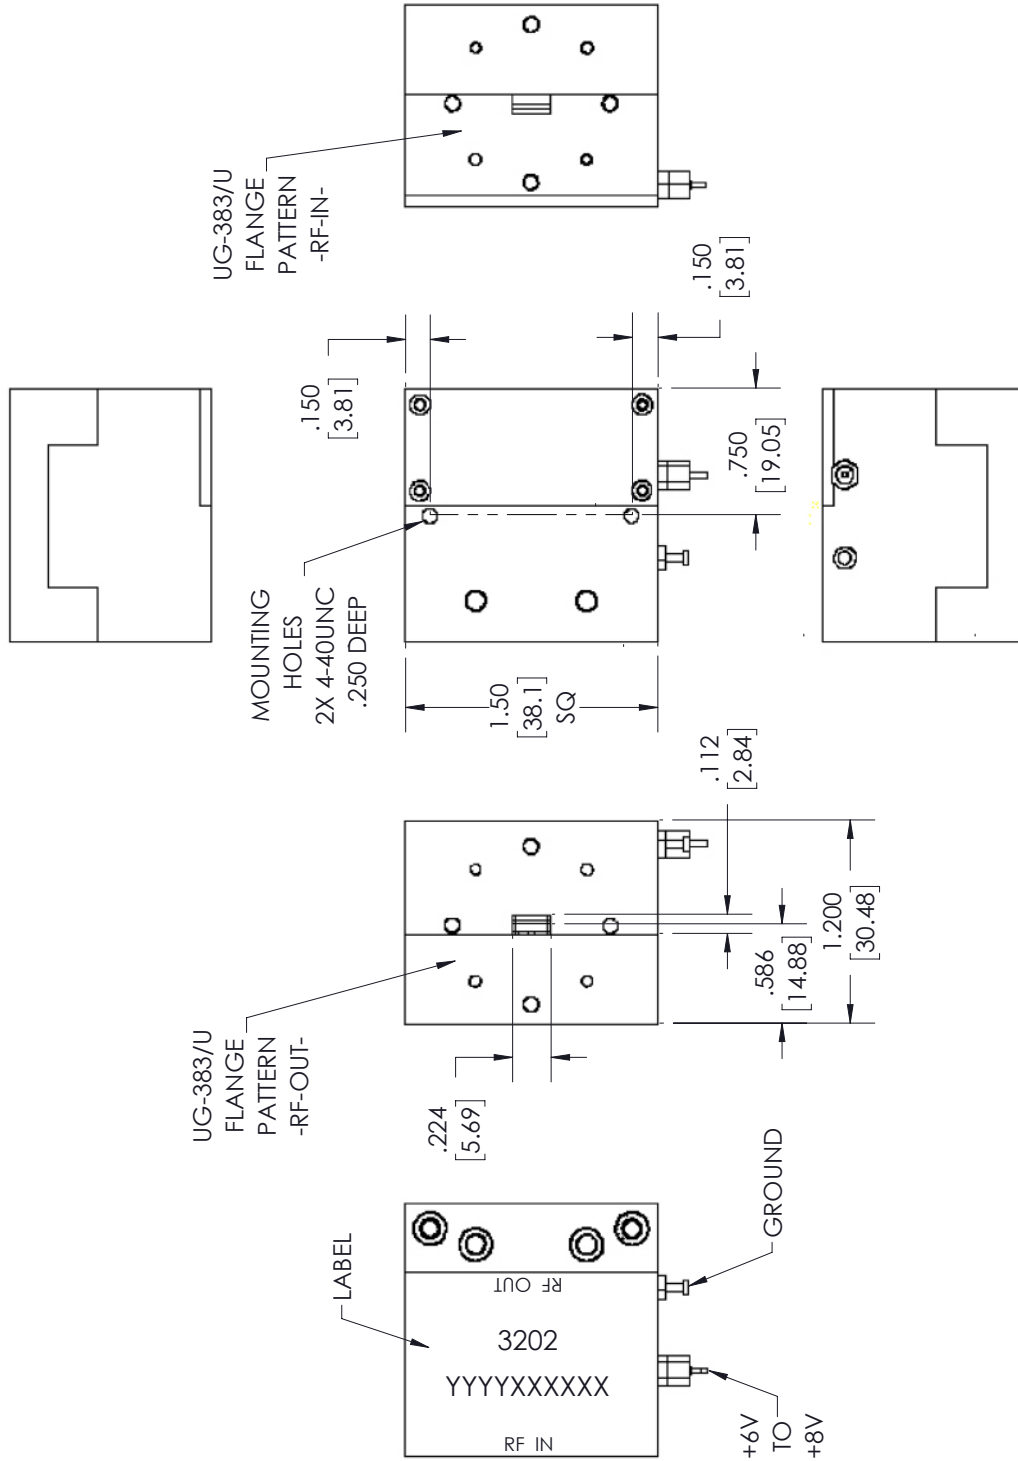 UG-383/U
FLANGE
PATTERN
-RF-IN-
.150
[3.81]
.150
[3.81]
.750
[19.05]
MOUNTING
HOLES
2X 4-40UNC
.250 DEEP
1.50
[38.1]
SQ
.112
[2.84]
1.200
[30.48]
.586
[14.88]
UG-383/U
FLANGE
PATTERN
-RF-OUT-
.224
[5.69]
LABEL
GROUND
RF OUT
3202
YYYYXXXXXX
RF IN
+6V
TO
+8V